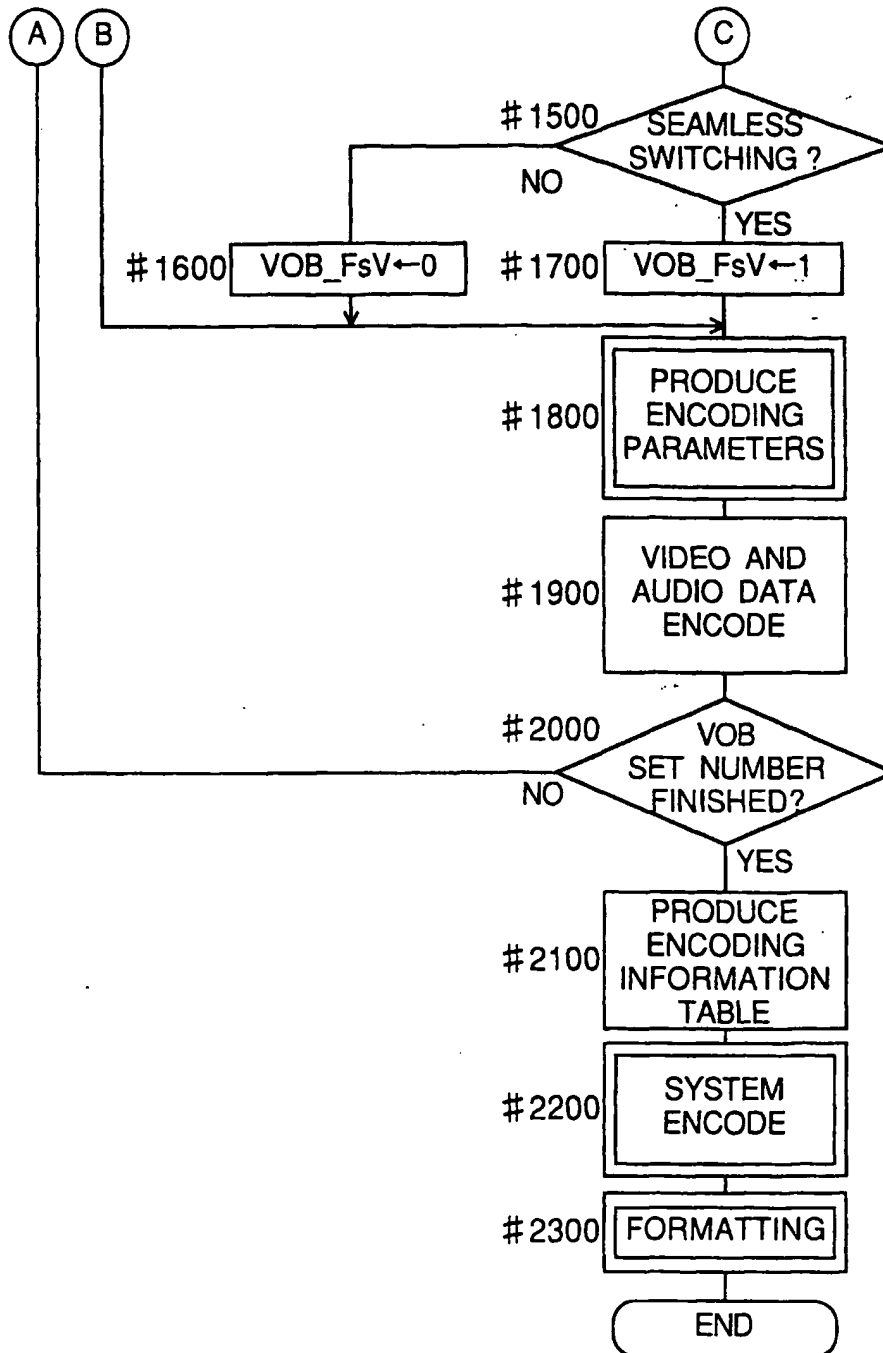 A
B
C
#1500
SEAMLESS
SWITCHING ?
NO
YES
#1600
VOB_FsV←0
#1700
VOB_FsV←1
#1800
PRODUCE
ENCODING
PARAMETERS
#1900
VIDEO AND
AUDIO DATA
ENCODE
#2000
VOB
SET NUMBER
FINISHED?
NO
YES
#2100
PRODUCE
ENCODING
INFORMATION
TABLE
#2200
SYSTEM
ENCODE
#2300
FORMATTING
END